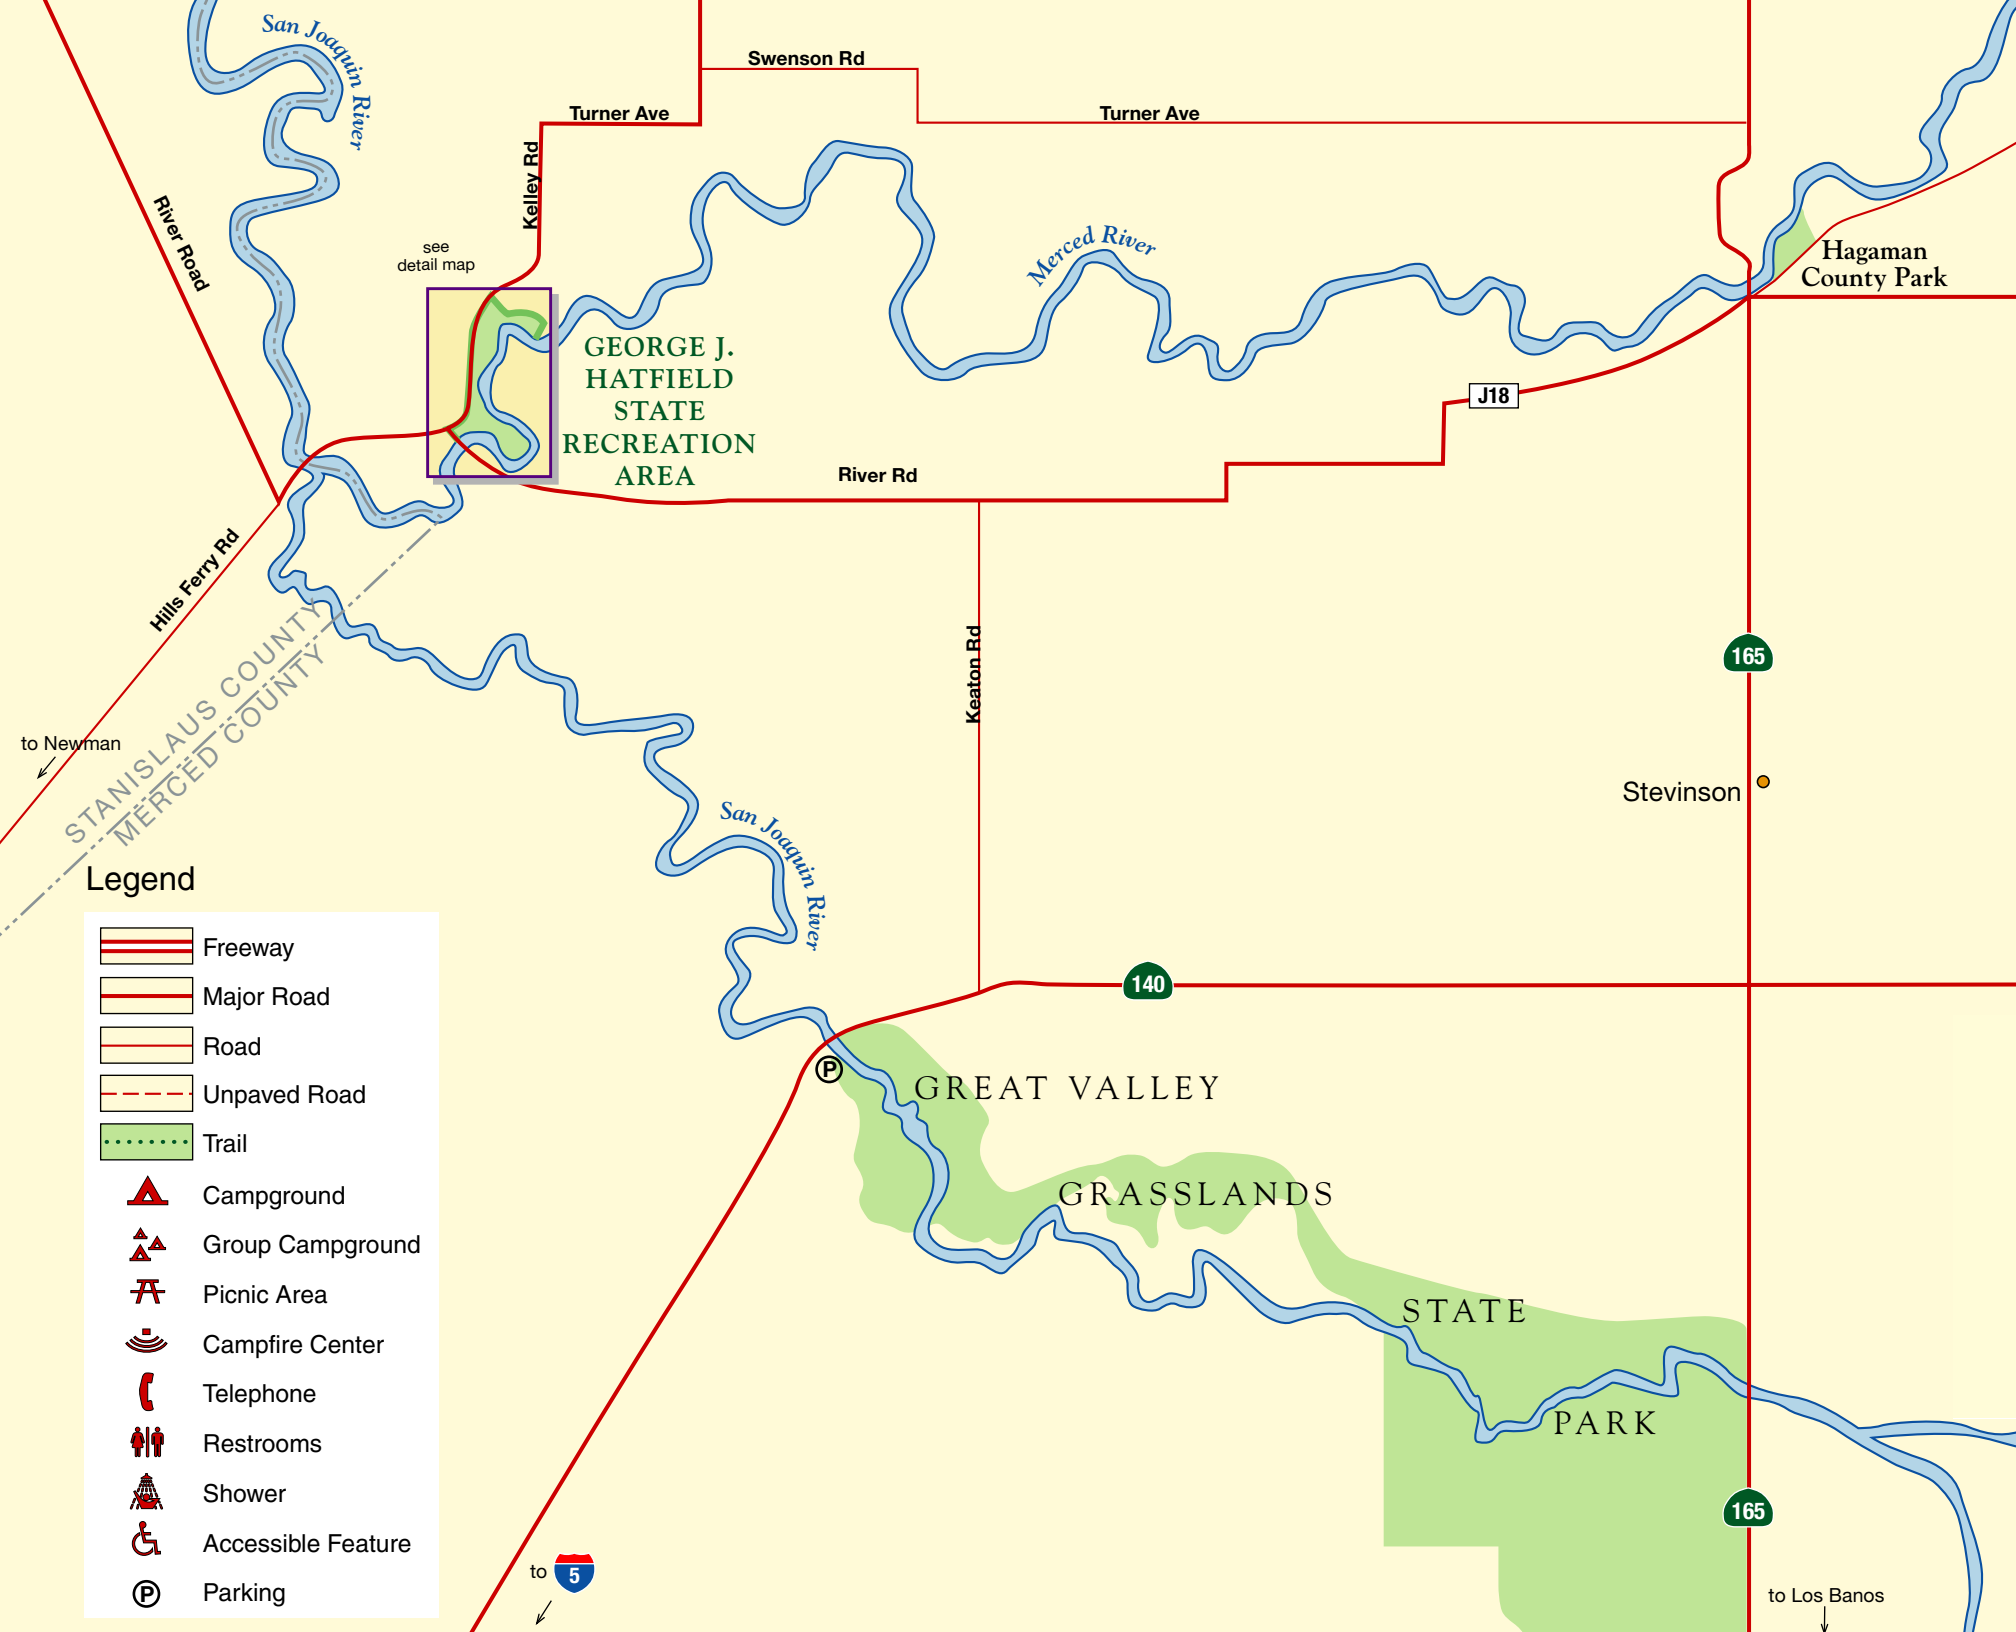 San Joaquin River
Swenson Rd
Turner Ave
Turner Ave
Kelley Rd
River Road
see
detail map
Merced River
Hagaman
County Park
GEORGE J.
HATFIELD
STATE
RECREATION
AREA
J18
River Rd
Hills Ferry Rd
Keaton Rd
165
STANISLAUS COUNTY
MERCED COUNTY
to Newman
Stevinson
San Joaquin River
140
Legend
Freeway
Major Road
Road
Unpaved Road
Trail
Campground
Group Campground
Picnic Area
Campfire Center
Telephone
Restrooms
Shower
Accessible Feature
P Parking
P
GREAT VALLEY
GRASSLANDS
STATE
PARK
165
to 5
to Los Banos